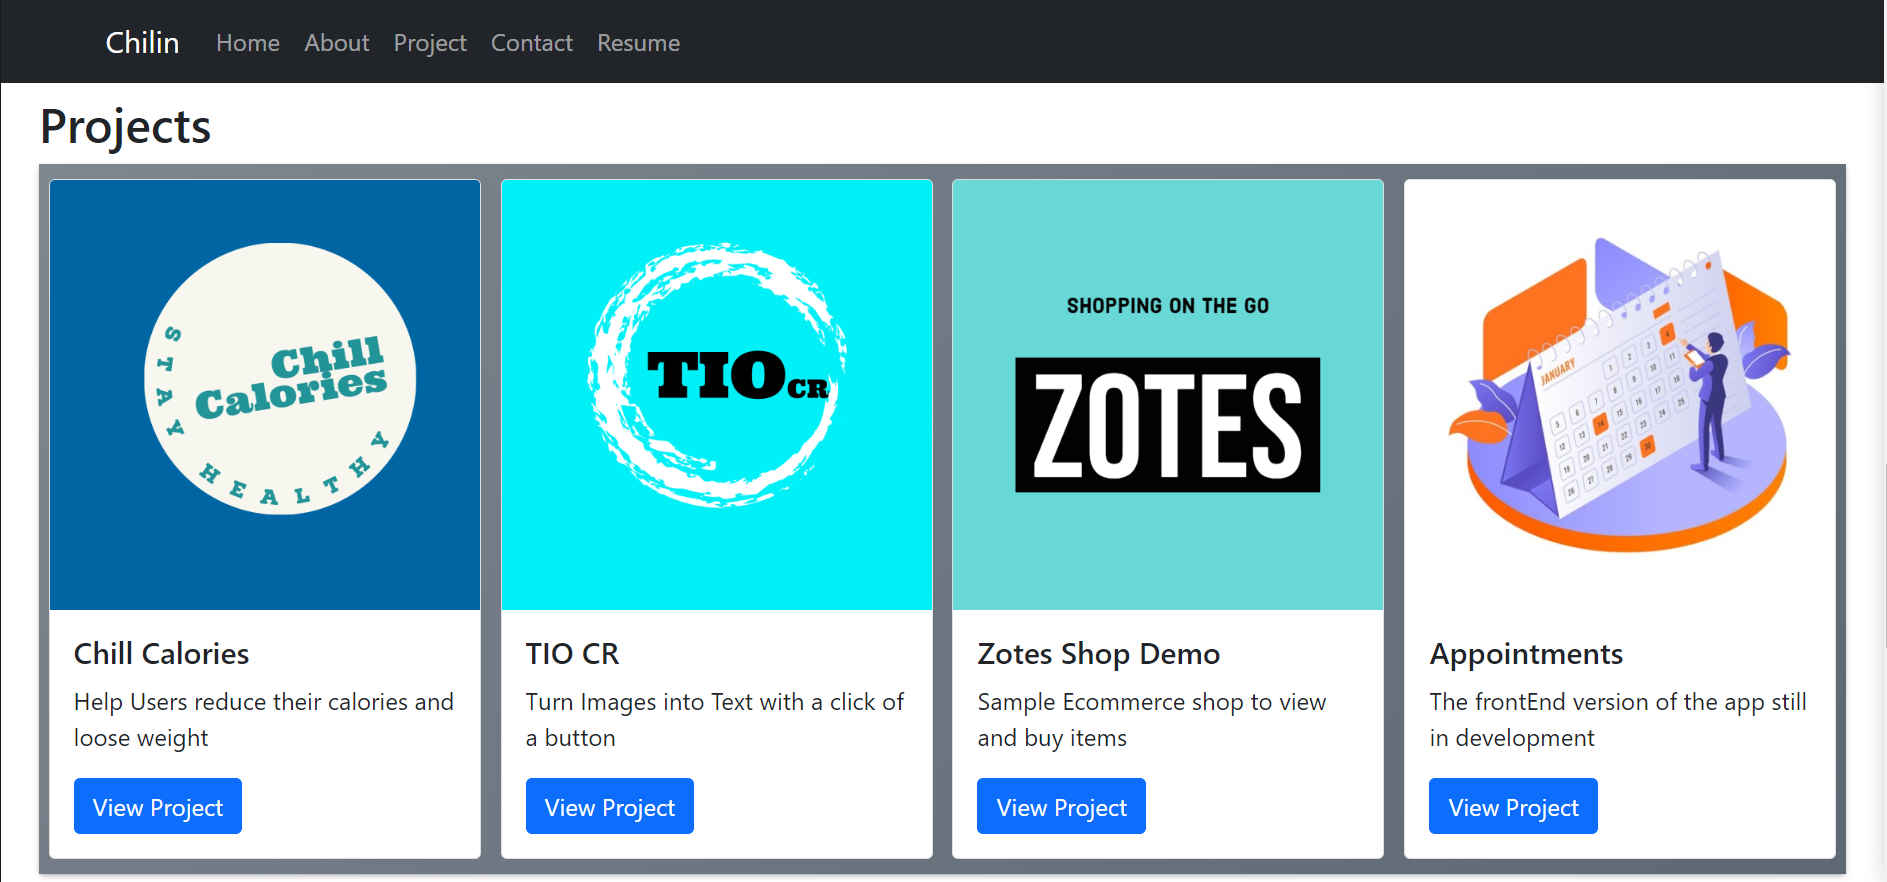 Chilin Home About Project Contact Resume
Projects
STAY HEALTHY
Chill
Calories
TIO CR
SHOPPING ON THE GO
ZOTES
JANUARY
Chill Calories
Help Users reduce their calories and
loose weight
View Project
TIO CR
Turn Images into Text with a click of
a button
View Project
Zotes Shop Demo
Sample Ecommerce shop to view
and buy items
View Project
Appointments
The frontEnd version of the app still
in development
View Project